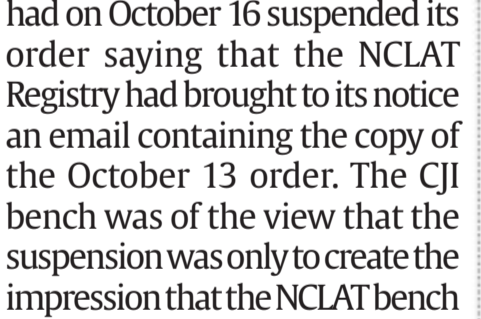 had on October 16 suspended its
order saying that the NCLAT
Registry had brought to its notice
an email containing the copy of
the October 13 order. The CJI
bench was of the view that the
suspension was only to create the
impression that the NCLAT bench